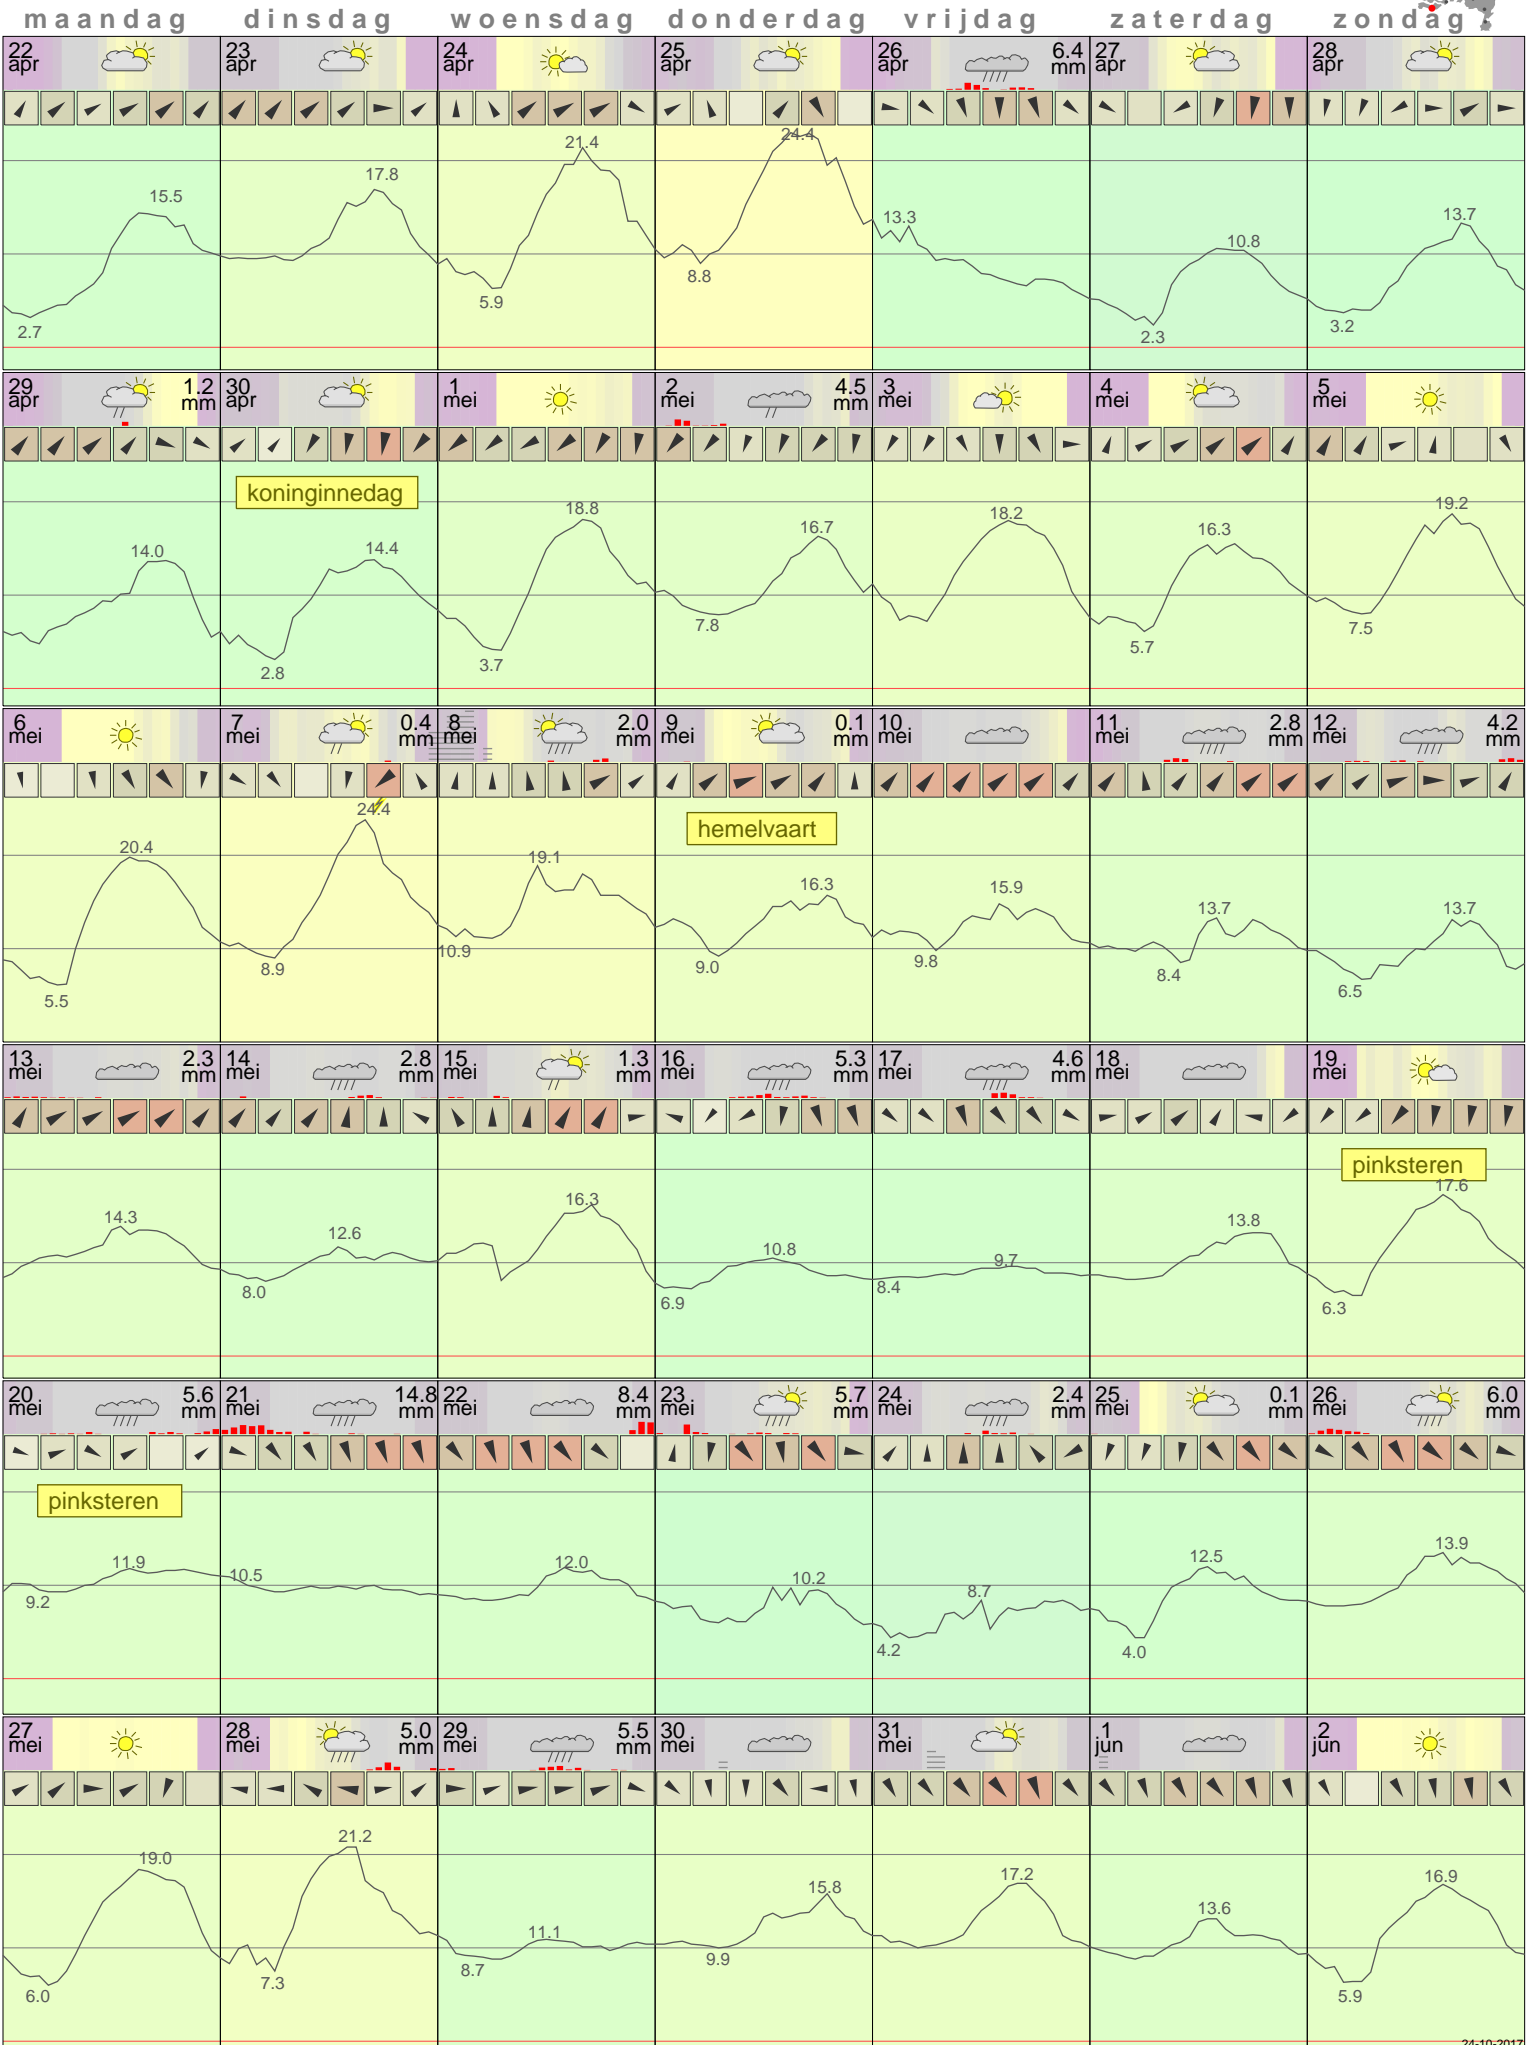 maandag dinsdag woensdag donderdag vrijdag zaterdag zondag
22 apr 23 apr 24 apr 25 apr 26 apr 6.4 mm 27 apr 28 apr
15.5 17.8 21.4 24.4 13.3 10.8 13.7
2.7 5.9 8.8 2.3 3.2
29 apr 1.2 mm 30 apr 1 mei 2 mei 4.5 mm 3 mei 4 mei 5 mei
koninginnedag
14.0 14.4 18.8 16.7 18.2 16.3 19.2
2.8 3.7 7.8 5.7 7.5
6 mei 7 mei 0.4 mm 8 mei 2.0 mm 9 mei 0.1 mm 10 mei 11 mei 2.8 mm 12 mei 4.2 mm
hemelvaart
20.4 24.4 19.1 16.3 15.9 13.7 13.7
5.5 8.9 10.9 9.0 9.8 8.4 6.5
13 mei 2.3 mm 14 mei 2.8 mm 15 mei 1.3 mm 16 mei 5.3 mm 17 mei 4.6 mm 18 mei 19 mei
pinksteren
14.3 12.6 16.3 10.8 9.7 13.8 17.6
8.0 6.9 8.4 6.3
20 mei 5.6 mm 21 mei 14.8 mm 22 mei 8.4 mm 23 mei 5.7 mm 24 mei 2.4 mm 25 mei 0.1 mm 26 mei 6.0 mm
pinksteren
11.9 10.5 12.0 10.2 8.7 12.5 13.9
9.2 4.2 4.0
27 mei 28 mei 5.0 mm 29 mei 5.5 mm 30 mei 31 mei 1 jun 2 jun
19.0 21.2 11.1 15.8 17.2 13.6 16.9
6.0 7.3 8.7 9.9 5.9
24-10-2017